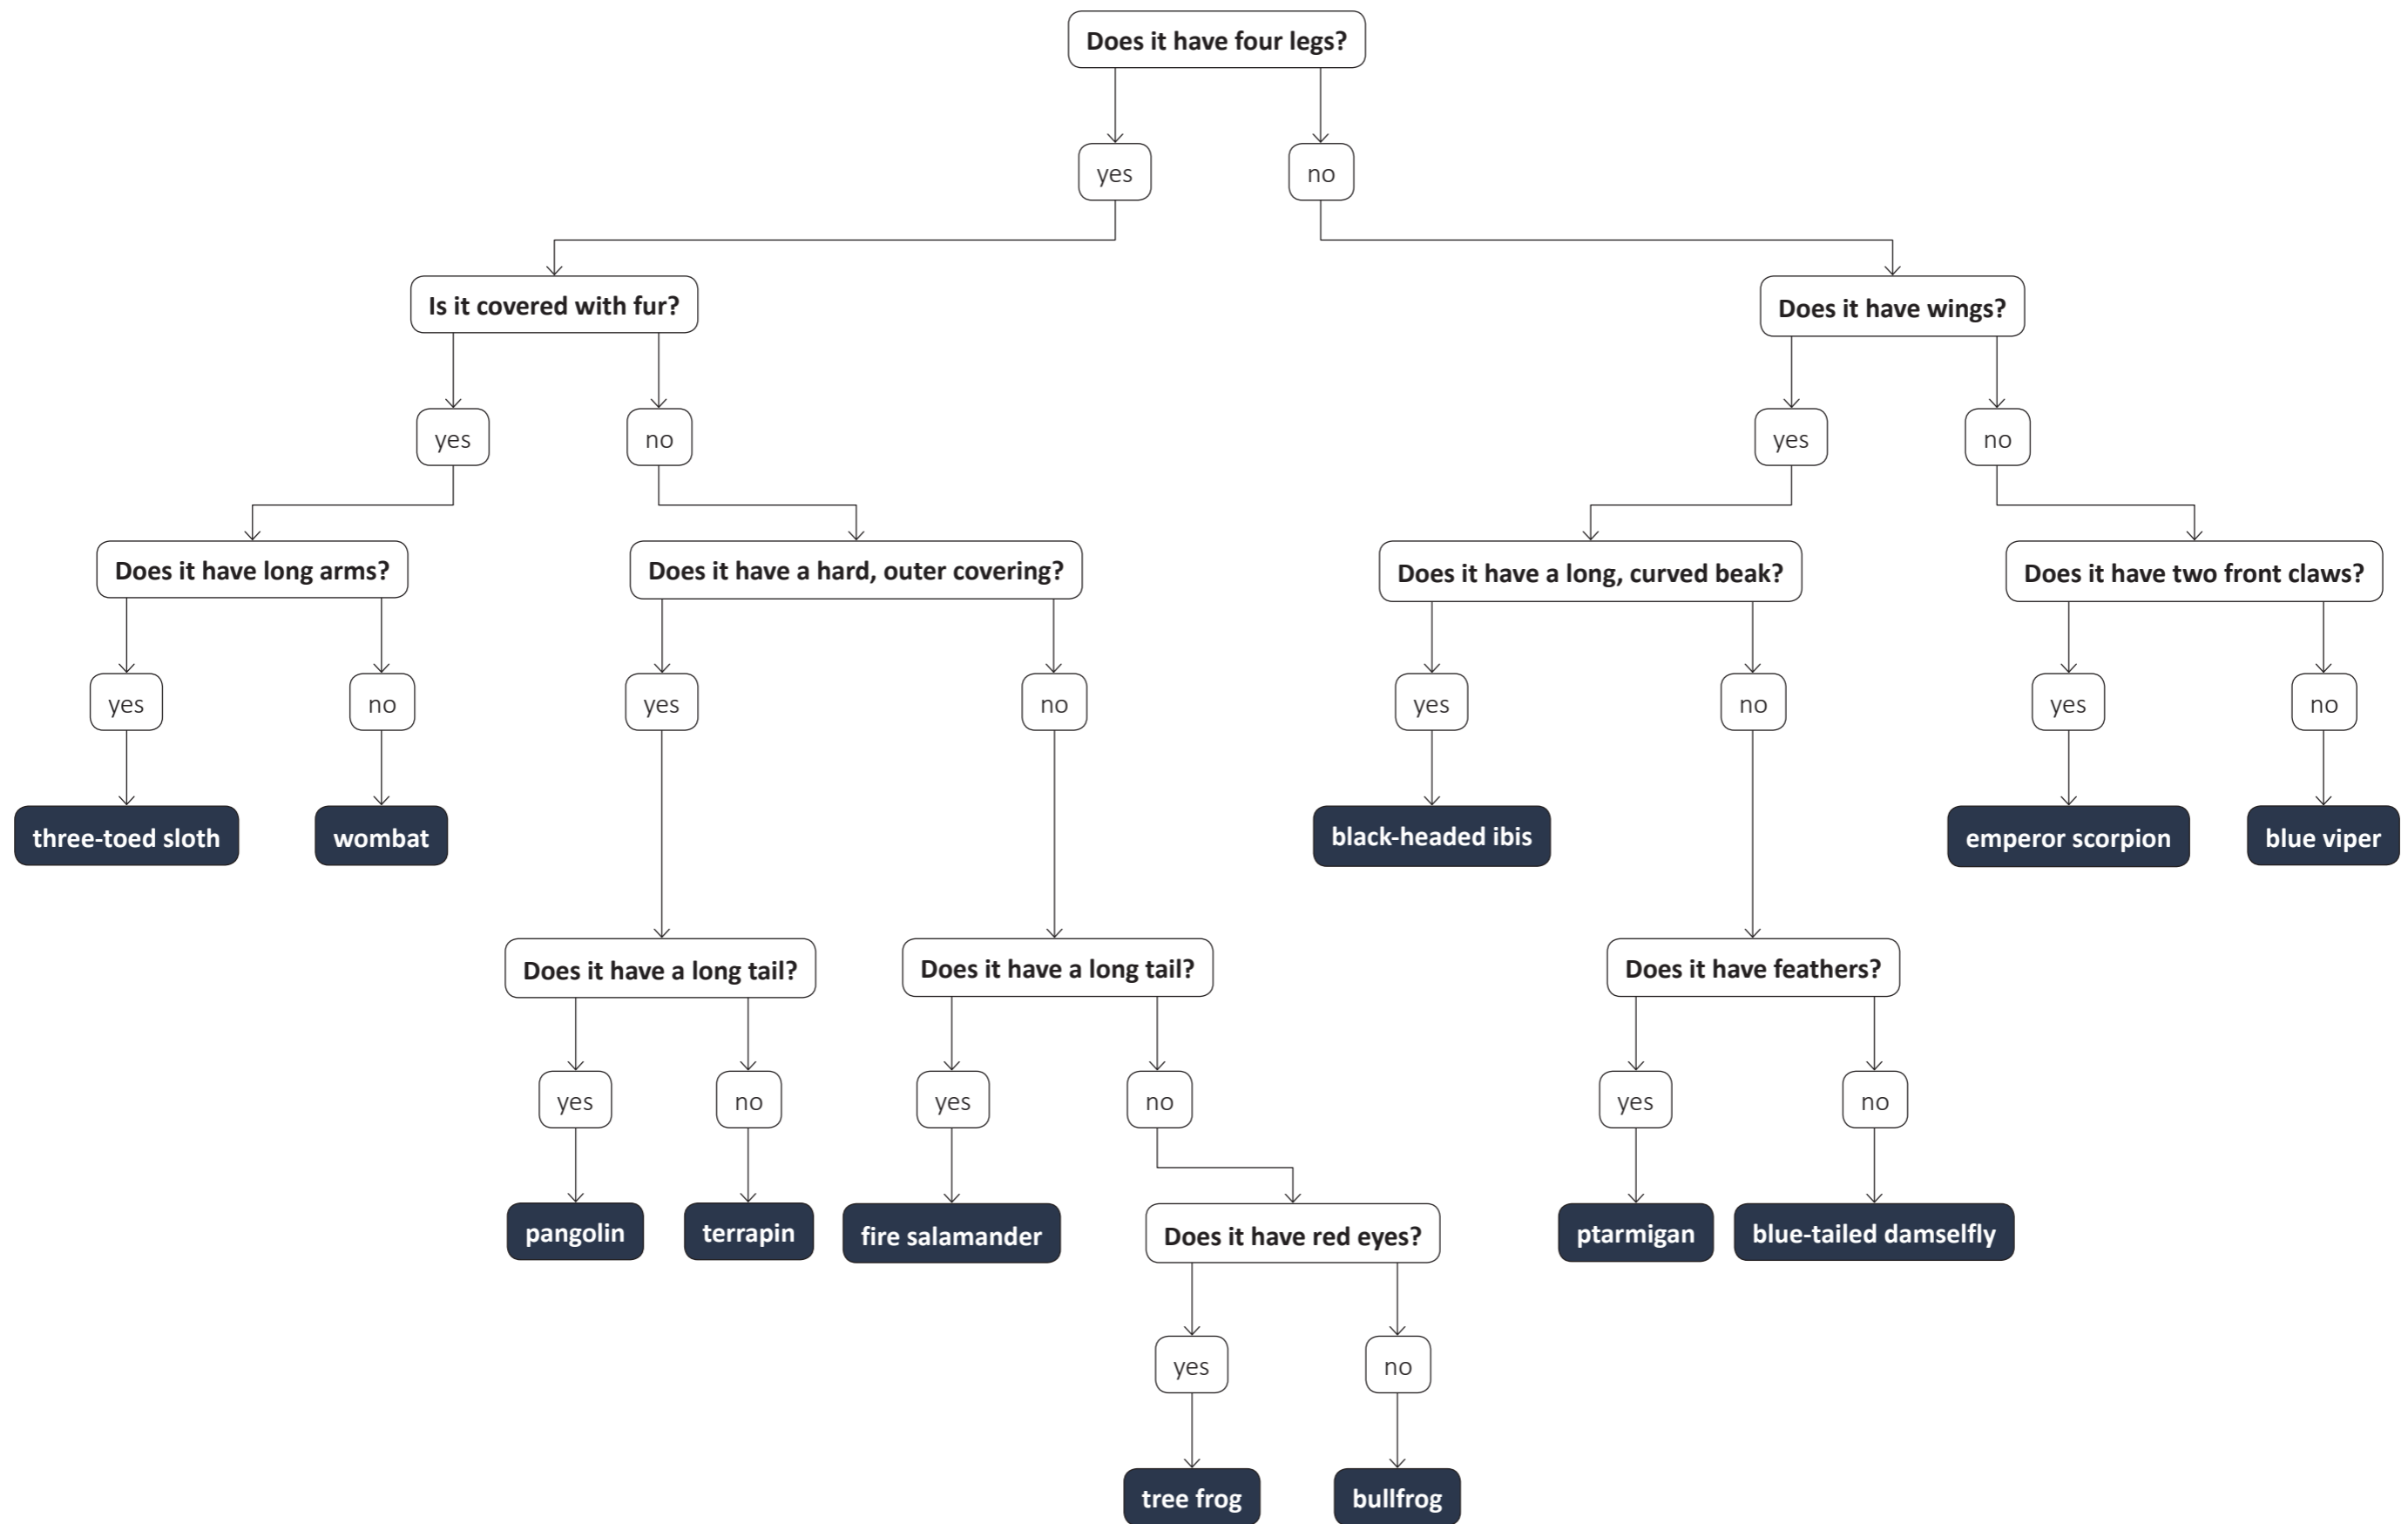 Does it have four legs?
yes
no
Is it covered with fur?
Does it have wings?
yes
no
yes
no
Does it have long arms?
Does it have a hard, outer covering?
Does it have a long, curved beak?
Does it have two front claws?
yes
no
yes
no
yes
no
yes
no
three-toed sloth
wombat
black-headed ibis
emperor scorpion
blue viper
Does it have a long tail?
Does it have a long tail?
Does it have feathers?
yes
no
yes
no
yes
no
pangolin
terrapin
fire salamander
Does it have red eyes?
ptarmigan
blue-tailed damselfly
yes
no
tree frog
bullfrog